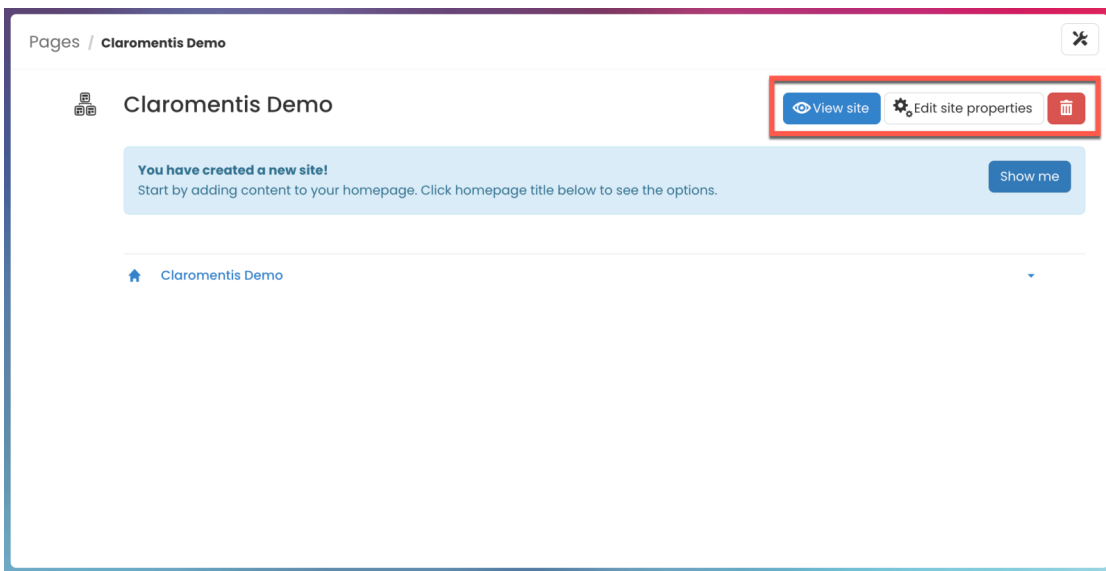 Pages / Claromentis Demo
Claromentis Demo
View site
Edit site properties
You have created a new site!
Start by adding content to your homepage. Click homepage title below to see the options.
Show me
Claromentis Demo